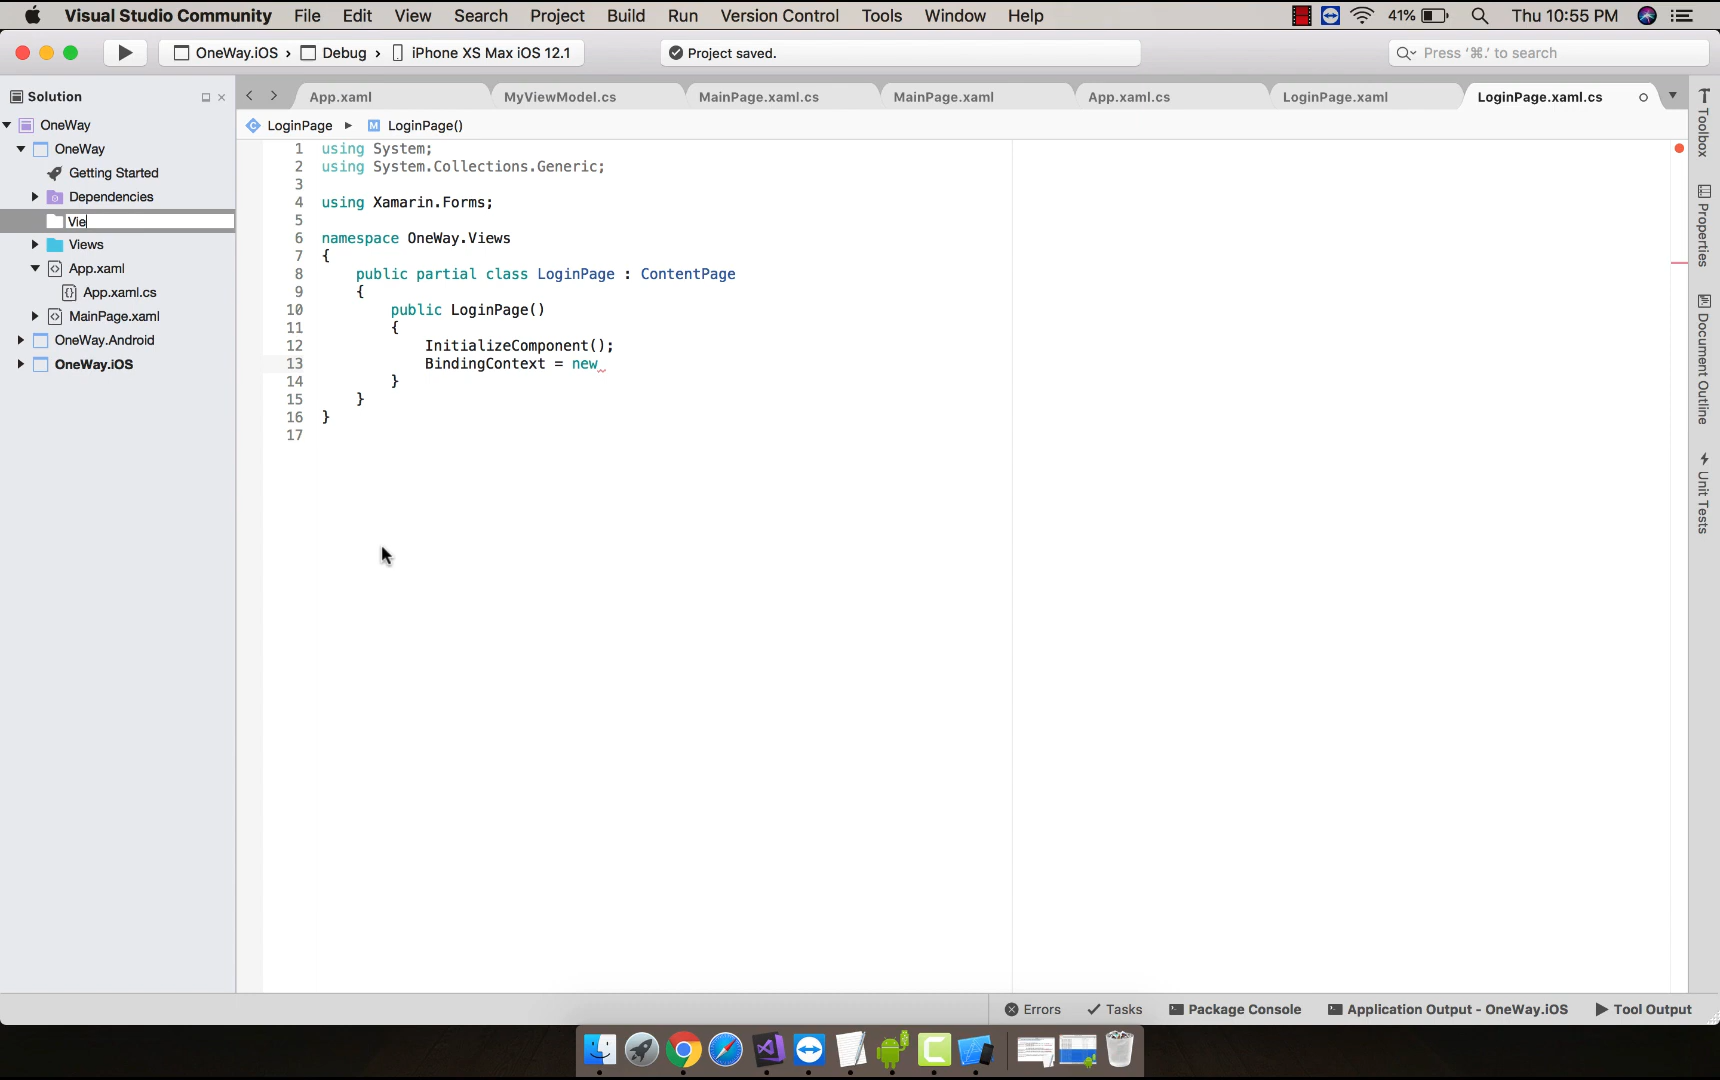 Visual Studio Community File Edit View Search Project Build Run Version Control Tools Window Help 41% Thu 10:55 PM
OneWay.iOS › Debug › iPhone XS Max iOS 12.1 Project saved. Press ‘⌘.’ to search
Solution
App.xaml MyViewModel.cs MainPage.xaml.cs MainPage.xaml App.xaml.cs LoginPage.xaml LoginPage.xaml.cs
LoginPage LoginPage()
OneWay
OneWay
Getting Started
Dependencies
Vie
Views
App.xaml
App.xaml.cs
MainPage.xaml
OneWay.Android
OneWay.iOS
1 using System;
2 using System.Collections.Generic;
3
4 using Xamarin.Forms;
5
6 namespace OneWay.Views
7 {
8 public partial class LoginPage : ContentPage
9 {
10 public LoginPage()
11 {
12 InitializeComponent();
13 BindingContext = new
14 }
15 }
16 }
17
Toolbox
Properties
Document Outline
Unit Tests
Errors Tasks Package Console Application Output - OneWay.iOS Tool Output